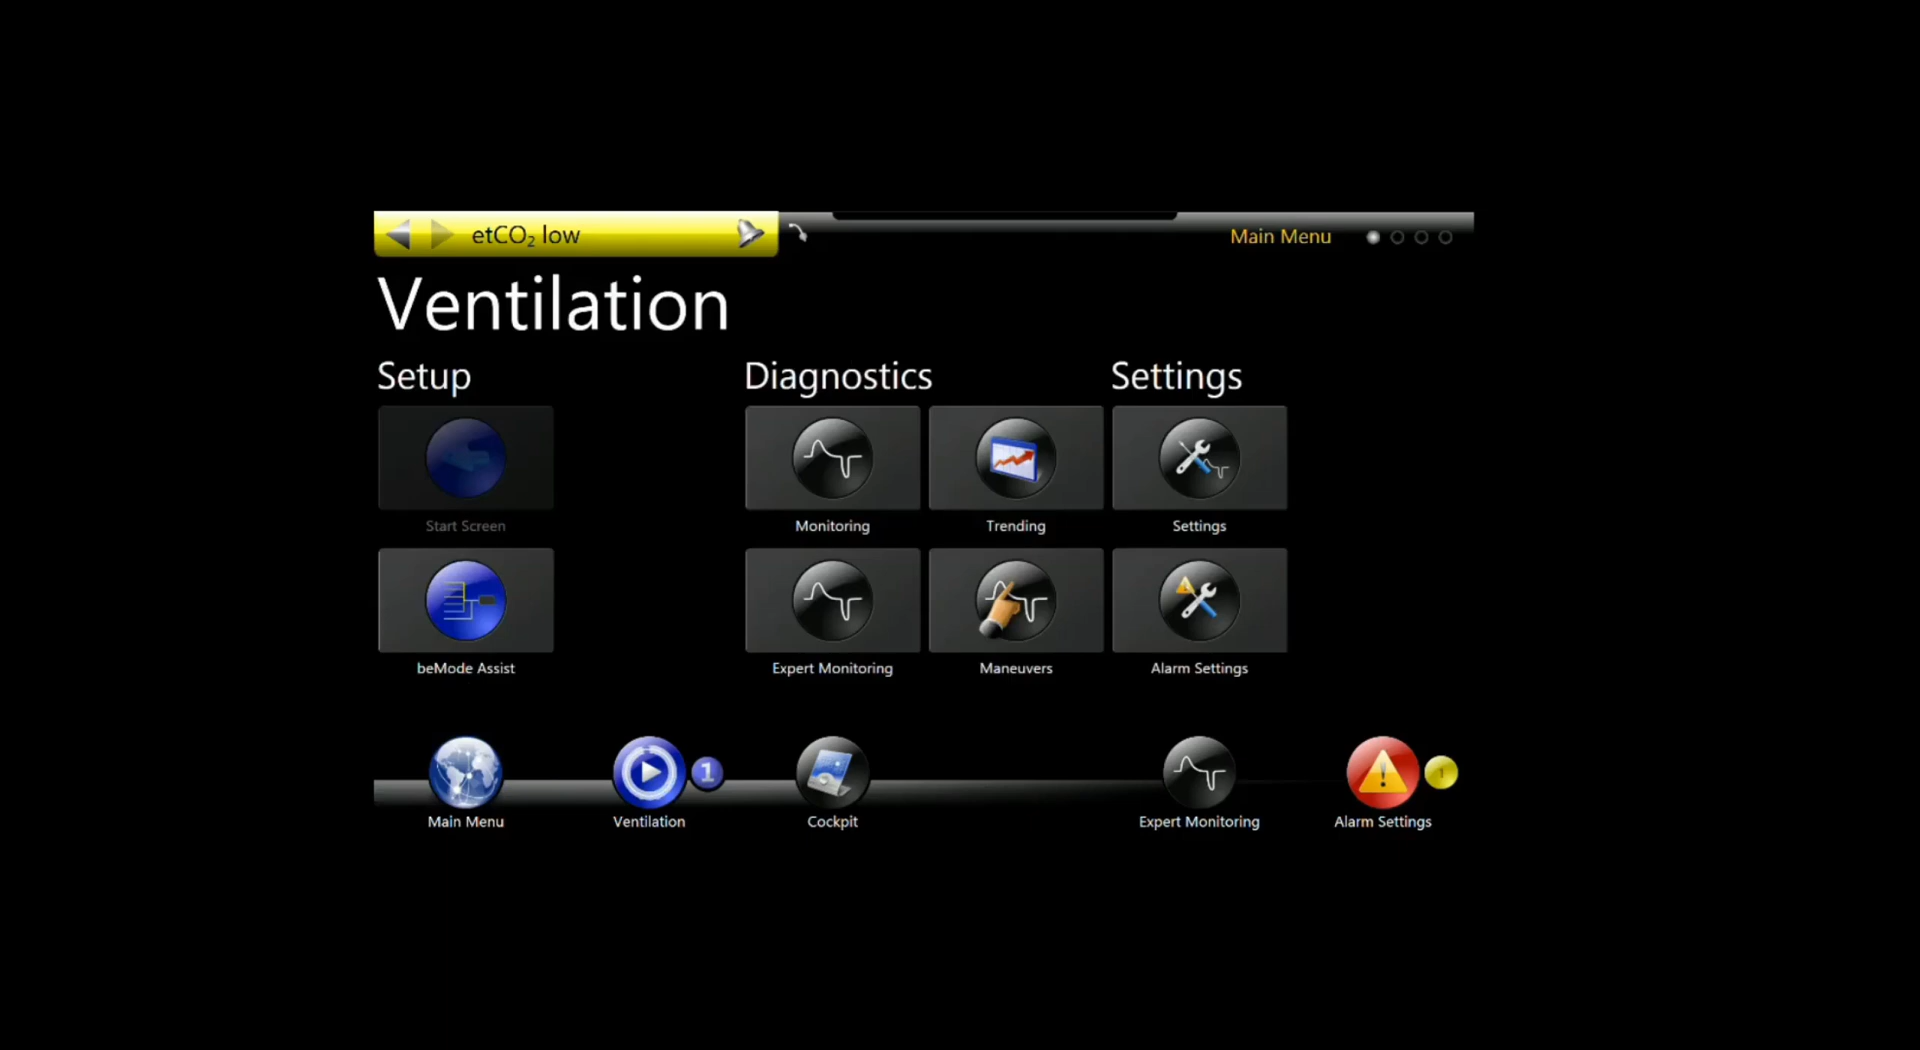 etCO₂ low
Main Menu
Ventilation
Setup
Diagnostics
Settings
Start Screen
Monitoring
Trending
Settings
beMode Assist
Expert Monitoring
Maneuvers
Alarm Settings
1
1
Main Menu
Ventilation
Cockpit
Expert Monitoring
Alarm Settings